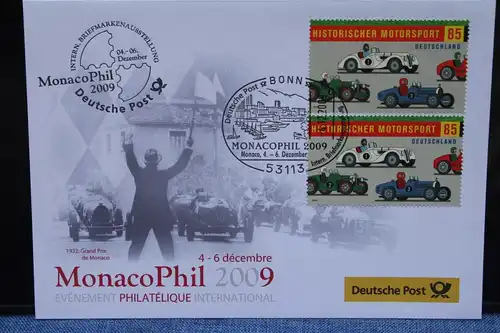 INTERN. BRIEFMARKENAUSSTELLUNG
04.-06.
Dezember
MonacoPhil
2009
Deutsche Post
HISTORISCHER MOTORSPORT 85
DEUTSCHLAND
Deutsche Post
BONN
MONACOPHIL 2009
Monaco, 4. – 6. Dezember
53113
HISTORISCHER MOTORSPORT 85
DEUTSCHLAND
1932: Grand Prix
de Monaco
4 - 6 décembre
MonacoPhil 2009
EVÈNEMENT PHILATÉLIQUE INTERNATIONAL
Deutsche Post